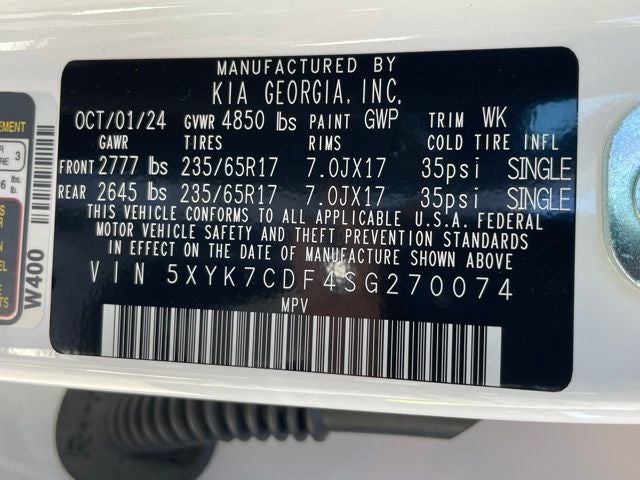 MANUFACTURED BY
KIA GEORGIA, INC.
OCT/01/24 GVWR 4850 lbs PAINT GWP TRIM WK
GAWR TIRES RIMS COLD TIRE INFL
FRONT 2777 lbs 235/65R17 7.0JX17 35psi SINGLE
REAR 2645 lbs 235/65R17 7.0JX17 35psi SINGLE
THIS VEHICLE CONFORMS TO ALL APPLICABLE U.S.A. FEDERAL
MOTOR VEHICLE SAFETY AND THEFT PREVENTION STANDARDS
IN EFFECT ON THE DATE OF MANUFACTURE SHOWN ABOVE
VIN 5XYK7CDF4SG270074
MPV
W400
EMENT
3